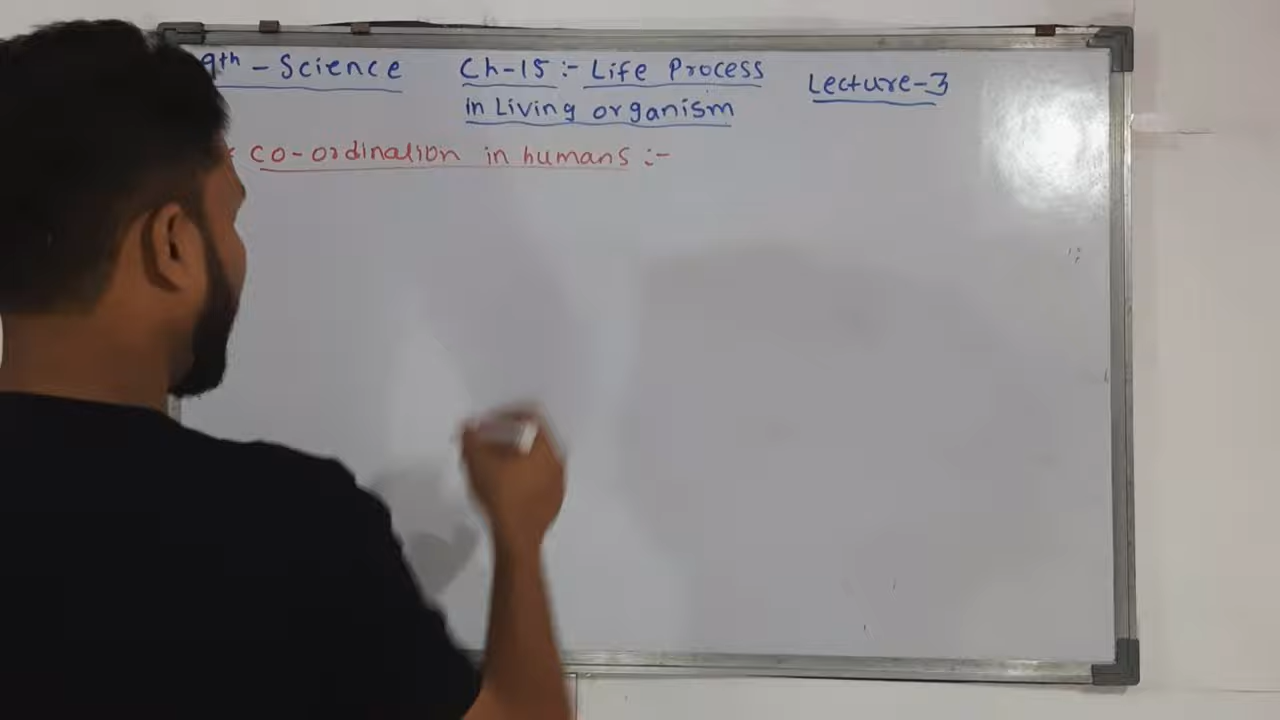 9th - Science Ch-15 :- Life Process Lecture-3
in Living organism
* co-ordination in humans :-